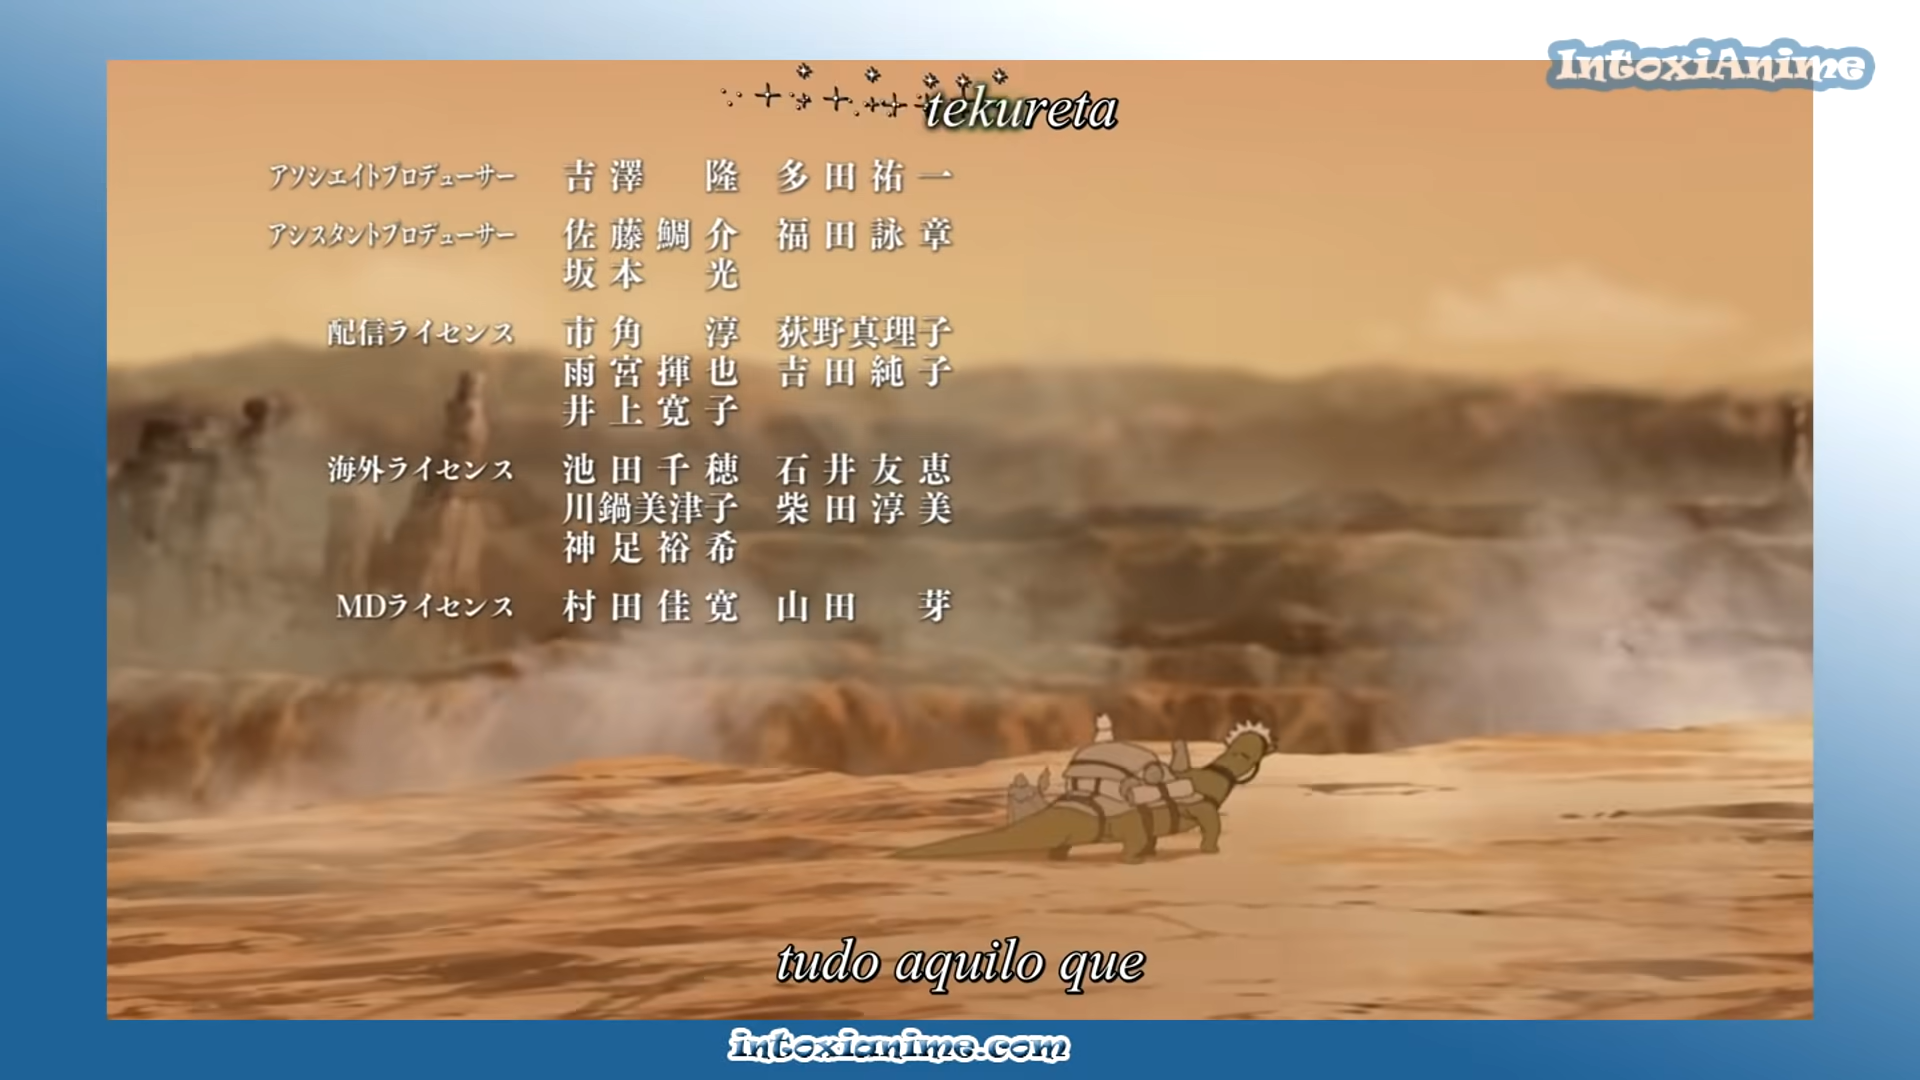 IntoxiAnime
tekureta
アソシエイトプロデューサー 吉澤 隆 多田祐一
アシスタントプロデューサー 佐藤鯛介 福田詠章
坂本 光
配信ライセンス 市角 淳 荻野真理子
雨宮揮也 吉田純子
井上寛子
海外ライセンス 池田千穂 石井友恵
川鍋美津子 柴田淳美
神足裕希
MDライセンス 村田佳寛 山田 芽
tudo aquilo que
intoxianime.com